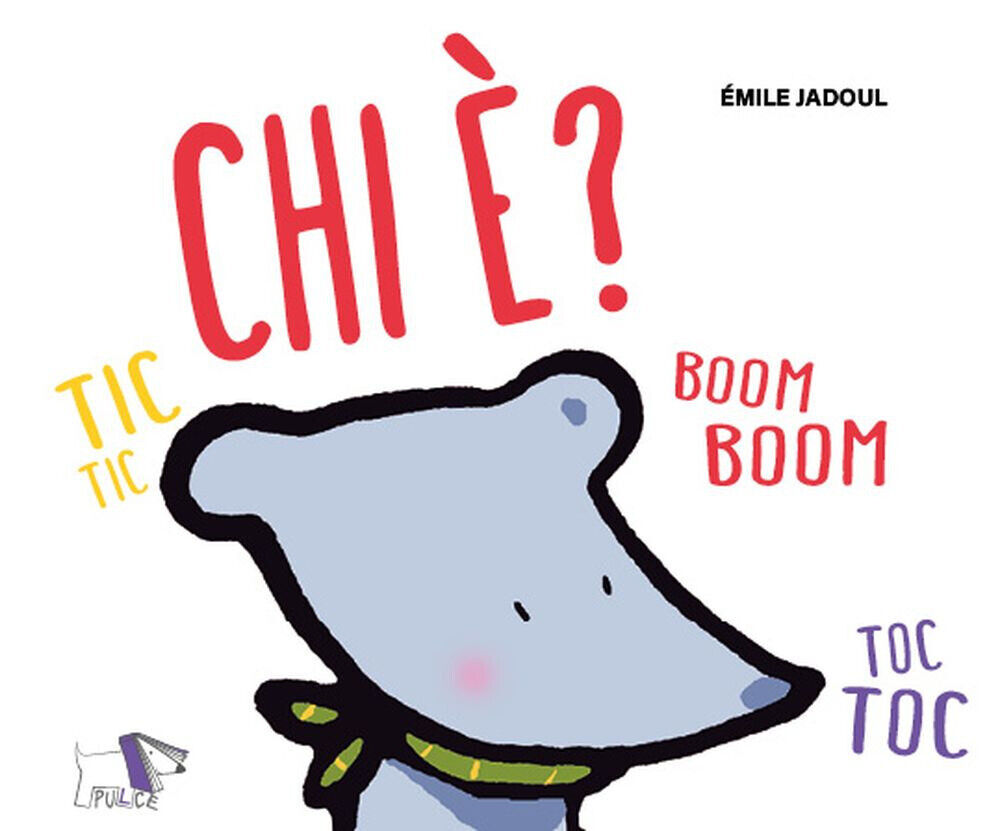 ÉMILE JADOUL
CHI È?
TIC
TIC
BOOM
BOOM
TOC
TOC
PULCE